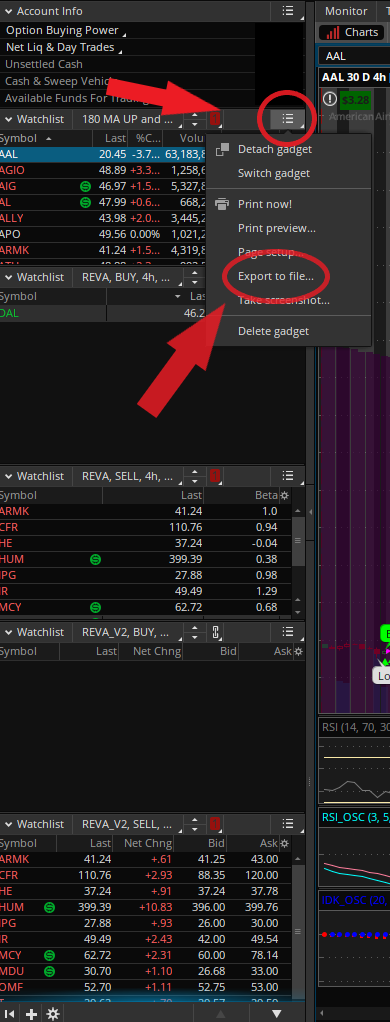 Account Info
Option Buying Power
Net Liq & Day Trades
Unsettled Cash
Cash & Sweep Vehicle
Available Funds For Trading
Watchlist 180 MA UP and ...
Symbol Last %C... Volu
AAL 20.45 -3.7... 63,183,8
AGIO 48.89 +3.3... 1,258,6
AIG 46.97 +1.5... 5,327,8
AL 47.99 +0.6... 668,2
ALLY 43.98 +2.0... 3,445,2
APO 49.56 0.00% 1,021,2
ARMK 41.24 +1.5... 4,319,8
Detach gadget
Switch gadget
Print now!
Print preview...
Page setup...
Export to file...
Take screenshot...
Delete gadget
Watchlist REVA, BUY, 4h,
Symbol Las
DAL 46.2
Watchlist REVA, SELL, 4h,
Symbol Last Beta
ARMK 41.24 1.0
CFR 110.76 0.94
HE 37.24 -0.04
HUM 399.39 0.38
IPG 27.88 0.98
IR 49.49 1.29
MCY 62.72 0.68
Watchlist REVA_V2, BUY,
Symbol Last Net Chng Bid Ask
Watchlist REVA_V2, SELL,
Symbol Last Net Chng Bid Ask
ARMK 41.24 +.61 41.25 43.00
CFR 110.76 +2.93 88.35 120.00
HE 37.24 +.91 37.24 37.78
HUM 399.39 +10.83 396.00 399.76
IPG 27.88 +.93 26.00 30.00
IR 49.49 +2.43 42.00 49.54
MCY 62.72 +2.31 60.00 78.14
MDU 30.70 +1.10 26.68 33.00
OMF 52.70 +1.11 52.75 53.00
Monitor T
Charts
AAL
AAL 30 D 4h
$3.28
American Air
Lo
RSI (14, 70, 30
RSI_OSC (3, 5,
IDK_OSC (20,